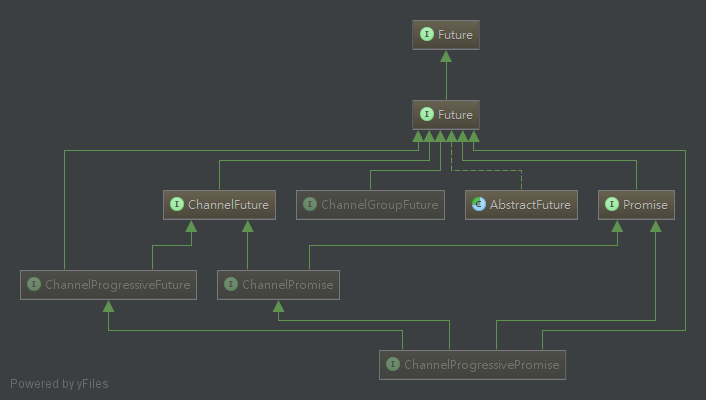 Future
Future
ChannelFuture
ChannelGroupFuture
AbstractFuture
Promise
ChannelProgressiveFuture
ChannelPromise
ChannelProgressivePromise
Powered by yFiles